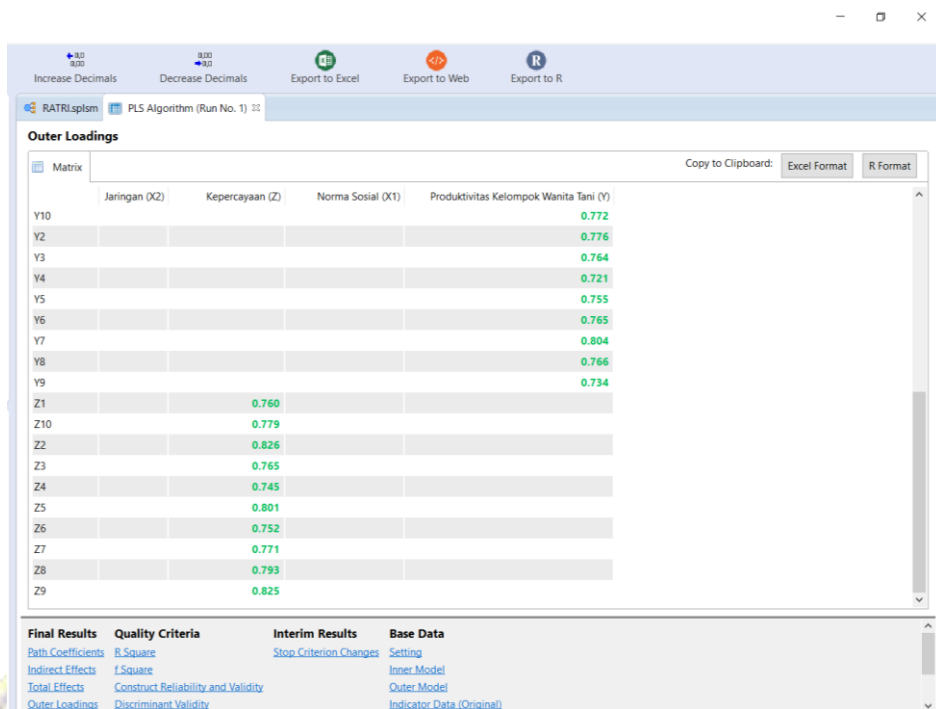 Increase Decimals Decrease Decimals Export to Excel Export to Web Export to R
RATRI.splsm PLS Algorithm (Run No. 1)
Outer Loadings
Matrix Copy to Clipboard: Excel Format R Format
Jaringan (X2) Kepercayaan (Z) Norma Sosial (X1) Produktivitas Kelompok Wanita Tani (Y)
Y10 0.772
Y2 0.776
Y3 0.764
Y4 0.721
Y5 0.755
Y6 0.765
Y7 0.804
Y8 0.766
Y9 0.734
Z1 0.760
Z10 0.779
Z2 0.826
Z3 0.765
Z4 0.745
Z5 0.801
Z6 0.752
Z7 0.771
Z8 0.793
Z9 0.825
Final Results Quality Criteria Interim Results Base Data
Path Coefficients R Square Stop Criterion Changes Setting
Indirect Effects f Square Inner Model
Total Effects Construct Reliability and Validity Outer Model
Outer Loadings Discriminant Validity Indicator Data (Original)